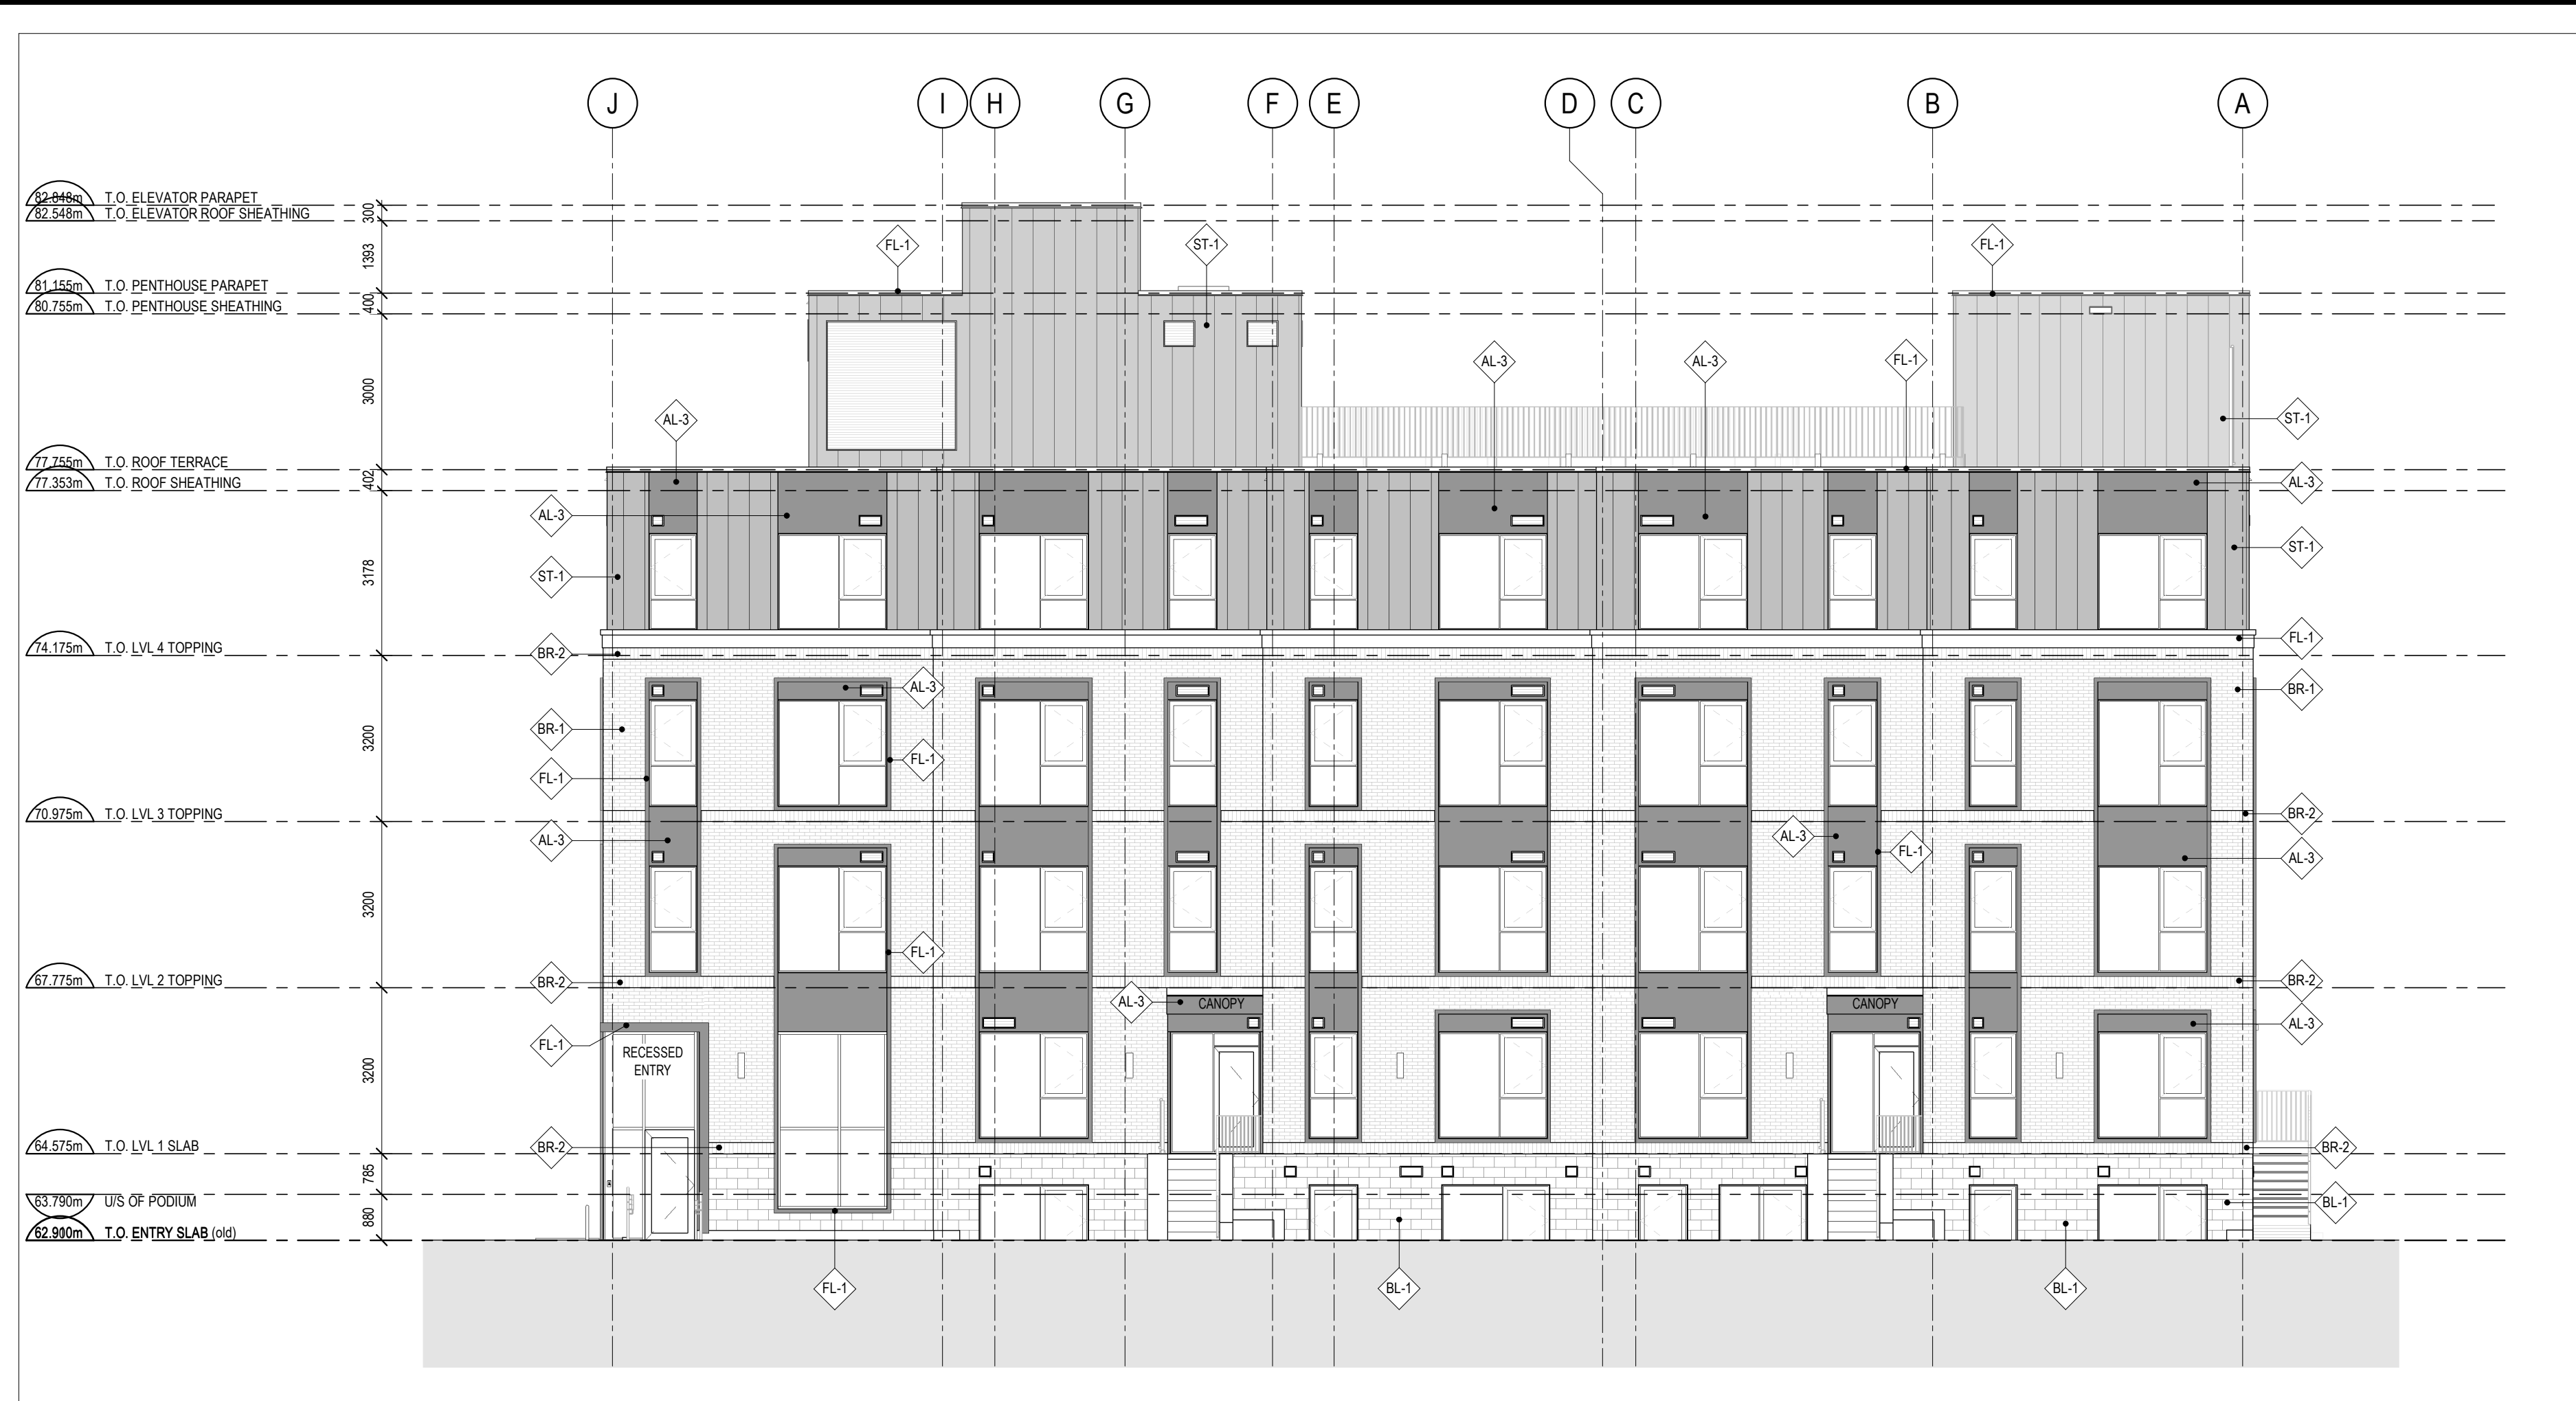 J I H G F E D C B A
82.848m T.O. ELEVATOR PARAPET
82.548m T.O. ELEVATOR ROOF SHEATHING
300
FL-1 ST-1 FL-1
1393
81.155m T.O. PENTHOUSE PARAPET
80.755m T.O. PENTHOUSE SHEATHING
400
AL-3 AL-3 FL-1
3000
AL-3 ST-1
77.755m T.O. ROOF TERRACE
77.353m T.O. ROOF SHEATHING
402
AL-3
AL-3
ST-1
3178
ST-1
FL-1
74.175m T.O. LVL 4 TOPPING
BR-2
AL-3 BR-1
3200
BR-1
FL-1
FL-1
70.975m T.O. LVL 3 TOPPING
BR-2
AL-3 AL-3
FL-1
AL-3
3200
FL-1
67.775m T.O. LVL 2 TOPPING
BR-2 BR-2
AL-3 CANOPY CANOPY
AL-3
FL-1
RECESSED
ENTRY
3200
64.575m T.O. LVL 1 SLAB
BR-2 BR-2
785
63.790m U/S OF PODIUM
BL-1
880
62.900m T.O. ENTRY SLAB (old)
FL-1 BL-1 BL-1